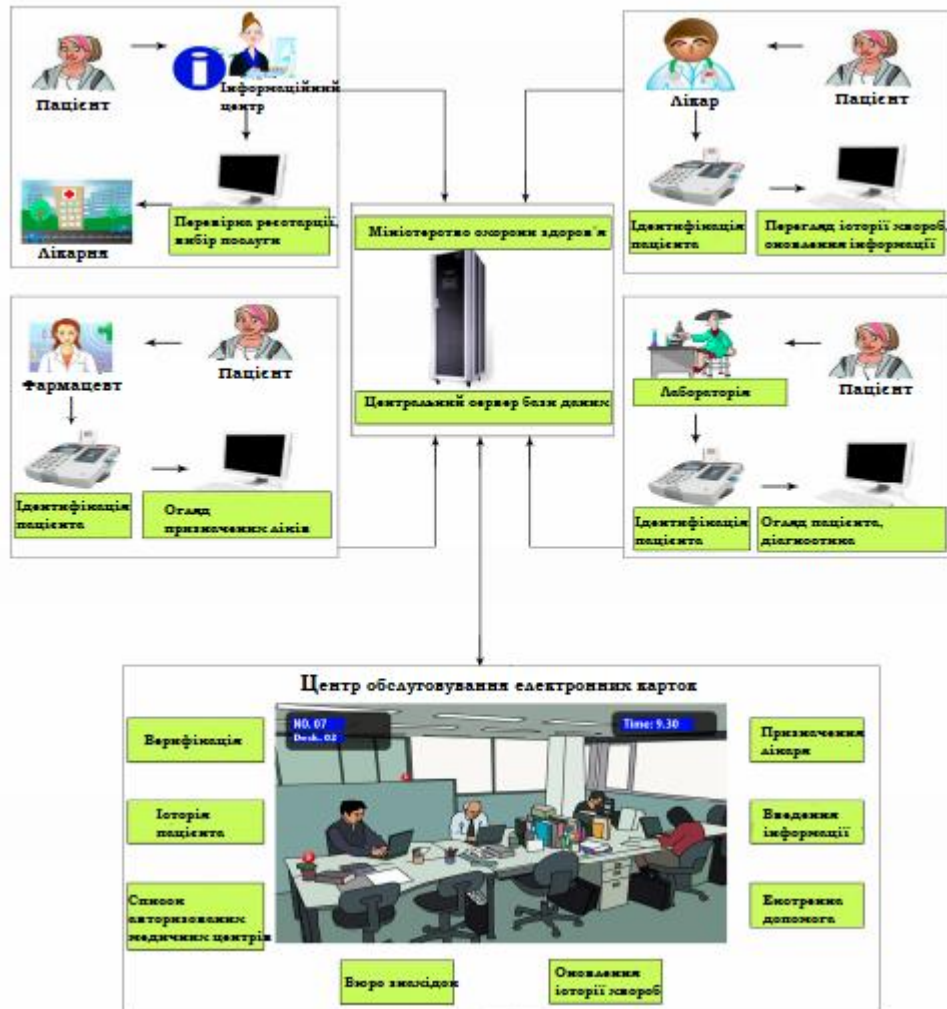 Пацієнт
Інформаційний
центр
Перевірка реєстарції,
вибір послуги
Лікарня
Лікар
Пацієнт
Ідентифікація
пацієнта
Перегляд історії хвороб,
оновлення інформації
Міністерство охорони здоров'я
Центральний сервер бази даних
Фармацевт
Пацієнт
Ідентифікація
пацієнта
Огляд
призначених ліків
Лабораторія
Пацієнт
Ідентифікація
пацієнта
Огляд пацієнта,
діагностика
Центр обслуговування електронних карток
NO. 07
Desk. 03
Time: 9.30
Верифікація
Історія
пацієнта
Список
авторизованих
медичних центрів
Призначення
лікаря
Введення
інформації
Екстренна
допомога
Бюро знахідок
Оновлення
історії хвороб